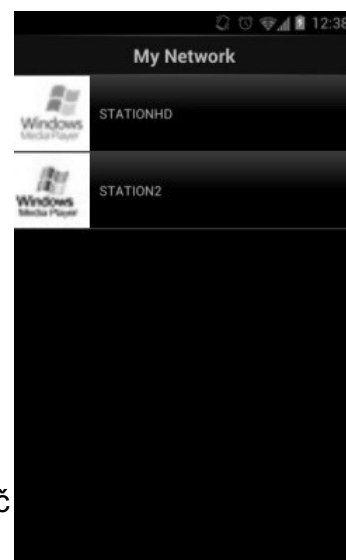 12:38
My Network
Windows
Media Player
STATIONHD
Windows
Media Player
STATION2
č